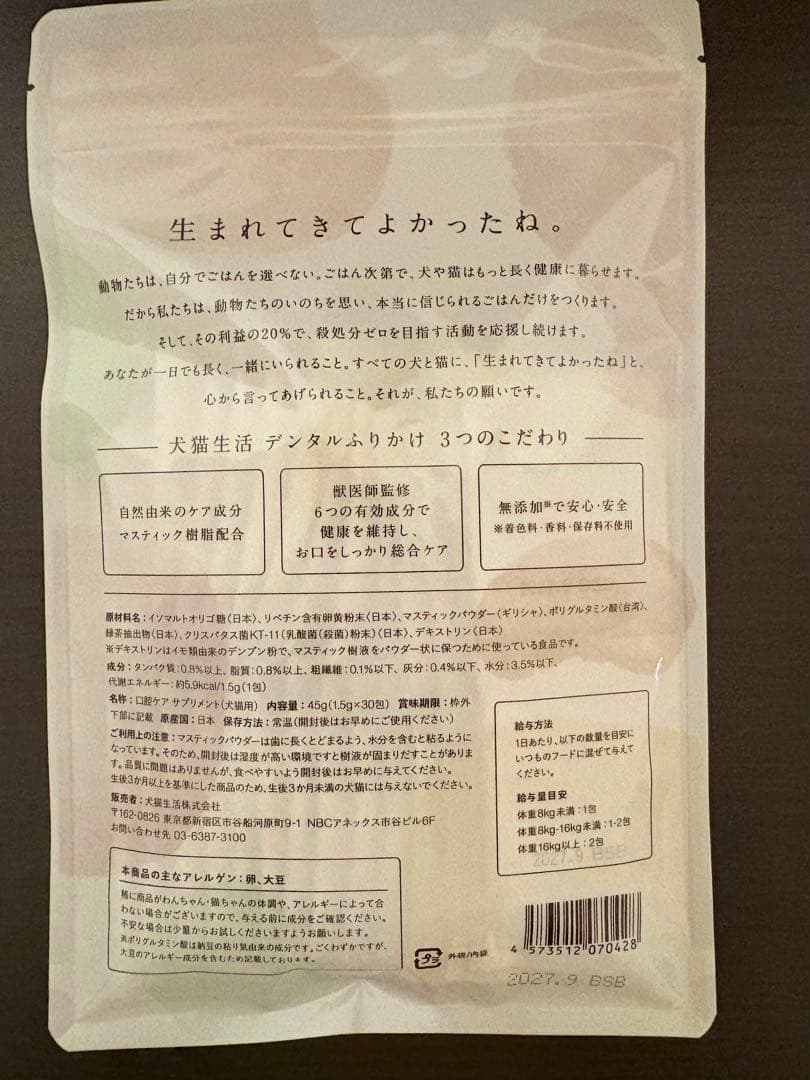 生まれてきてよかったね。
動物たちは、自分でごはんを選べない。ごはん次第で、犬や猫はもっと長く健康に暮らせます。
だから私たちは、動物たちのいのちを思い、本当に信じられるごはんだけをつくります。
そして、その利益の20%で、殺処分ゼロを目指す活動を応援し続けます。
あなたが一日でも長く、一緒にいられること。すべての犬と猫に、「生まれてきてよかったね」と、
心から言ってあげられること。それが、私たちの願いです。
犬猫生活 デンタルふりかけ 3つのこだわり
自然由来のケア成分
マスティック樹脂配合
獣医師監修
6つの有効成分で
健康を維持し、
お口をしっかり総合ケア
無添加※で安心・安全
※着色料・香料・保存料不使用
原材料名：イソマルトオリゴ糖（日本）、リベチン含有卵黄粉末（日本）、マスティックパウダー（ギリシャ）、ポリグルタミン酸（台湾）、
緑茶抽出物（日本）、クリスパタス菌KT-11（乳酸菌（殺菌）粉末）（日本）、デキストリン（日本）
※デキストリンはイモ類由来のデンプン粉で、マスティック樹液をパウダー状に保つために使っている食品です。
成分：タンパク質：0.8%以上、脂質：0.8%以上、粗繊維：0.1%以下、灰分：0.4%以下、水分：3.5%以下、
代謝エネルギー：約5.9kcal/1.5g（1包）
名称：口腔ケア サプリメント（犬猫用） 内容量：45g（1.5g×30包） 賞味期限：枠外
下部に記載 原産国：日本 保存方法：常温（開封後はお早めにご使用ください）
ご利用上の注意：マスティックパウダーは歯に長くとどまるよう、水分を含むと粘るように
なっています。そのため、開封後は湿度が高い環境ですと樹液が固まりだすことがありま
す。品質に問題はありませんが、食べやすいよう開封後はお早めに与えてください。
生後3か月以上を基準にした商品のため、生後3か月未満の犬猫には与えないでください。
販売者：犬猫生活株式会社
〒162-0826 東京都新宿区市谷船河原町9-1 NBCアネックス市谷ビル6F
お問い合わせ先 03-6387-3100
給与方法
1日あたり、以下の数量を目安に
いつものフードに混ぜて与えて
ください。
給与量目安
体重8kg未満：1包
体重8kg-16kg未満：1-2包
体重16kg以上：2包
2027.9 BSB
本商品の主なアレルゲン：卵、大豆
稀に商品がわんちゃん・猫ちゃんの体調や、アレルギーによって合
わない場合がございますので、与える前に成分をご確認ください。
不安な場合は少量からお試しくださいますようお願いします。
※ポリグルタミン酸は納豆の粘り気由来の成分です。ごくわずかですが、
大豆のアレルギー成分を含むため記載しております。
プラ
外袋/内袋
4 573512 070428
2027.9 BSB